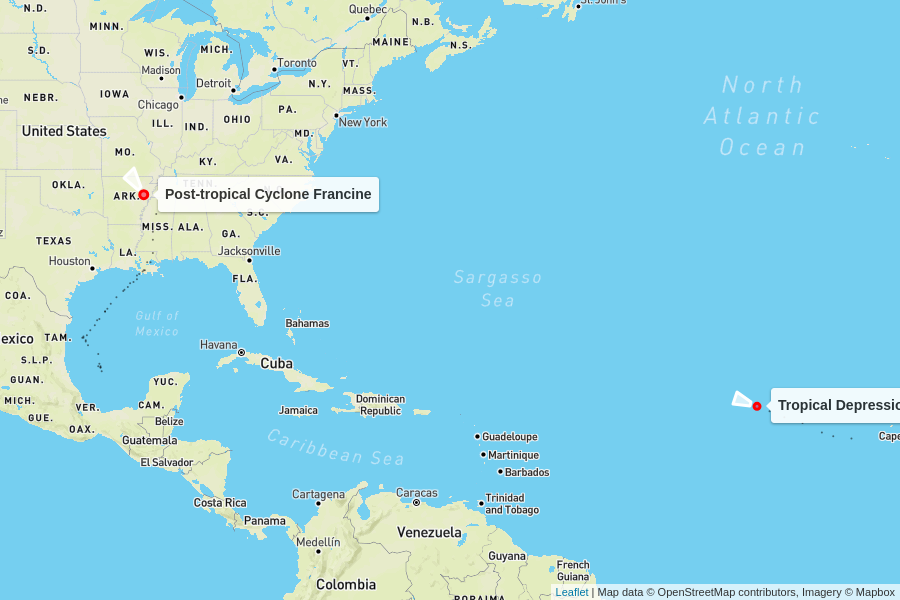 Quebec
St. John's
N.D.
MINN.
N.B.
MAINE
N.S.
S.D.
WIS.
MICH.
Madison
Toronto
VT.
Detroit
N.Y.
MASS.
NEBR.
IOWA
Chicago
PA.
OHIO
ILL.
IND.
New York
United States
MD.
MO.
KY.
VA.
North
Atlantic
Ocean
OKLA.
ARK.
TENN.
Post-tropical Cyclone Francine
S.C.
MISS.
ALA.
GA.
TEXAS
LA.
Jacksonville
Houston
FLA.
Sargasso
Sea
COA.
Gulf of
Mexico
Bahamas
exico
TAM.
Havana
S.L.P.
Cuba
GUAN.
YUC.
MICH.
VER.
CAM.
Dominican
Republic
Jamaica
GUE.
OAX.
Belize
Tropical Depressio
Cape
Guatemala
El Salvador
Caribbean Sea
Guadeloupe
Martinique
Barbados
Costa Rica
Cartagena
Caracas
Trinidad
and Tobago
Panama
Venezuela
Medellín
Guyana
French
Guiana
Colombia
RORAIMA
Leaflet | Map data © OpenStreetMap contributors, Imagery © Mapbox